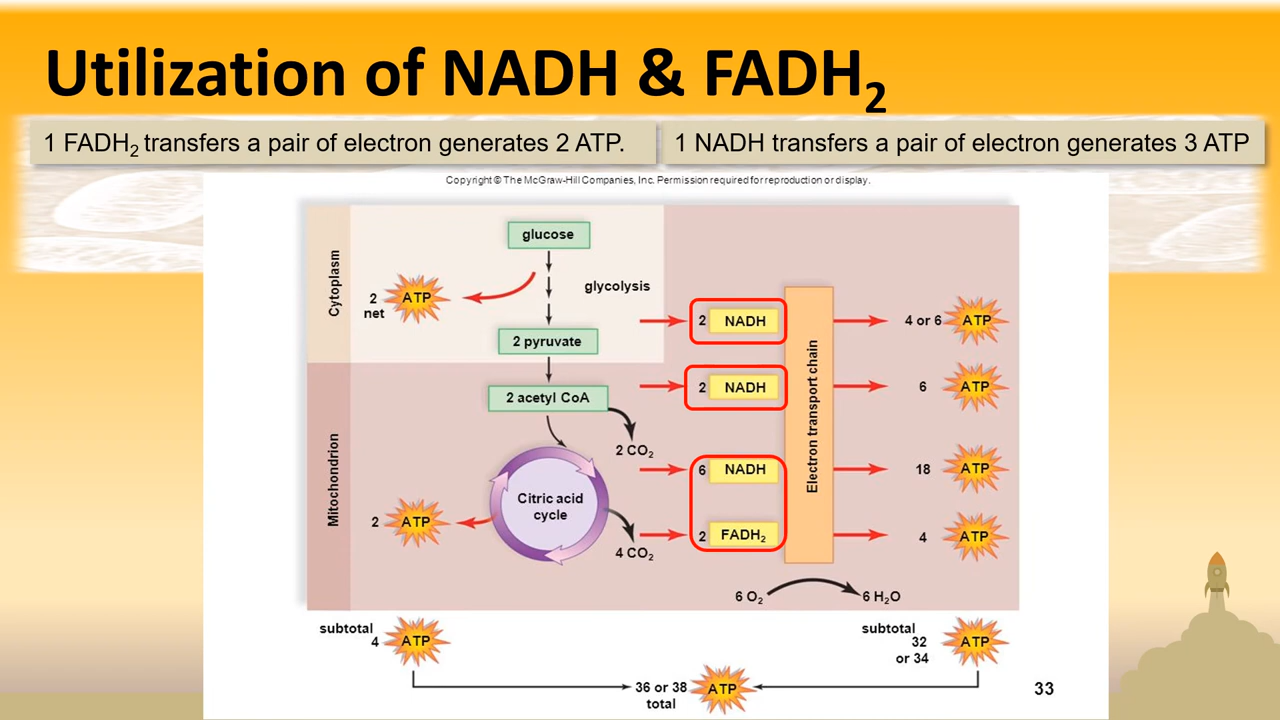 Utilization of NADH & FADH₂
1 FADH₂ transfers a pair of electron generates 2 ATP.
1 NADH transfers a pair of electron generates 3 ATP
Copyright © The McGraw-Hill Companies, Inc. Permission required for reproduction or display.
Cytoplasm
glucose
glycolysis
2
net
ATP
2 pyruvate
2 NADH
4 or 6 ATP
Mitochondrion
2 acetyl CoA
2 CO₂
2 NADH
6 ATP
Electron transport chain
Citric acid
cycle
2 ATP
4 CO₂
6 NADH
18 ATP
2 FADH₂
4 ATP
6 O₂
6 H₂O
subtotal
4
ATP
subtotal
32
or 34
ATP
36 or 38
total
ATP
33